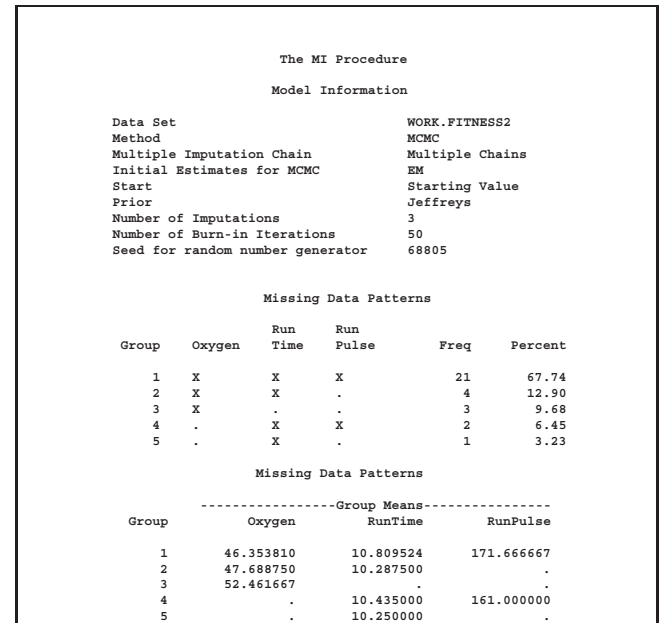 The MI Procedure
Model Information
Data Set WORK.FITNESS2
Method MCMC
Multiple Imputation Chain Multiple Chains
Initial Estimates for MCMC EM
Start Starting Value
Prior Jeffreys
Number of Imputations 3
Number of Burn-in Iterations 50
Seed for random number generator 68805
Missing Data Patterns
Run Run
Group Oxygen Time Pulse Freq Percent
1 X X X 21 67.74
2 X X . 4 12.90
3 X . . 3 9.68
4 . X X 2 6.45
5 . X . 1 3.23
Missing Data Patterns
-----------------Group Means----------------
Group Oxygen RunTime RunPulse
1 46.353810 10.809524 171.666667
2 47.688750 10.287500 .
3 52.461667 . .
4 . 10.435000 161.000000
5 . 10.250000 .